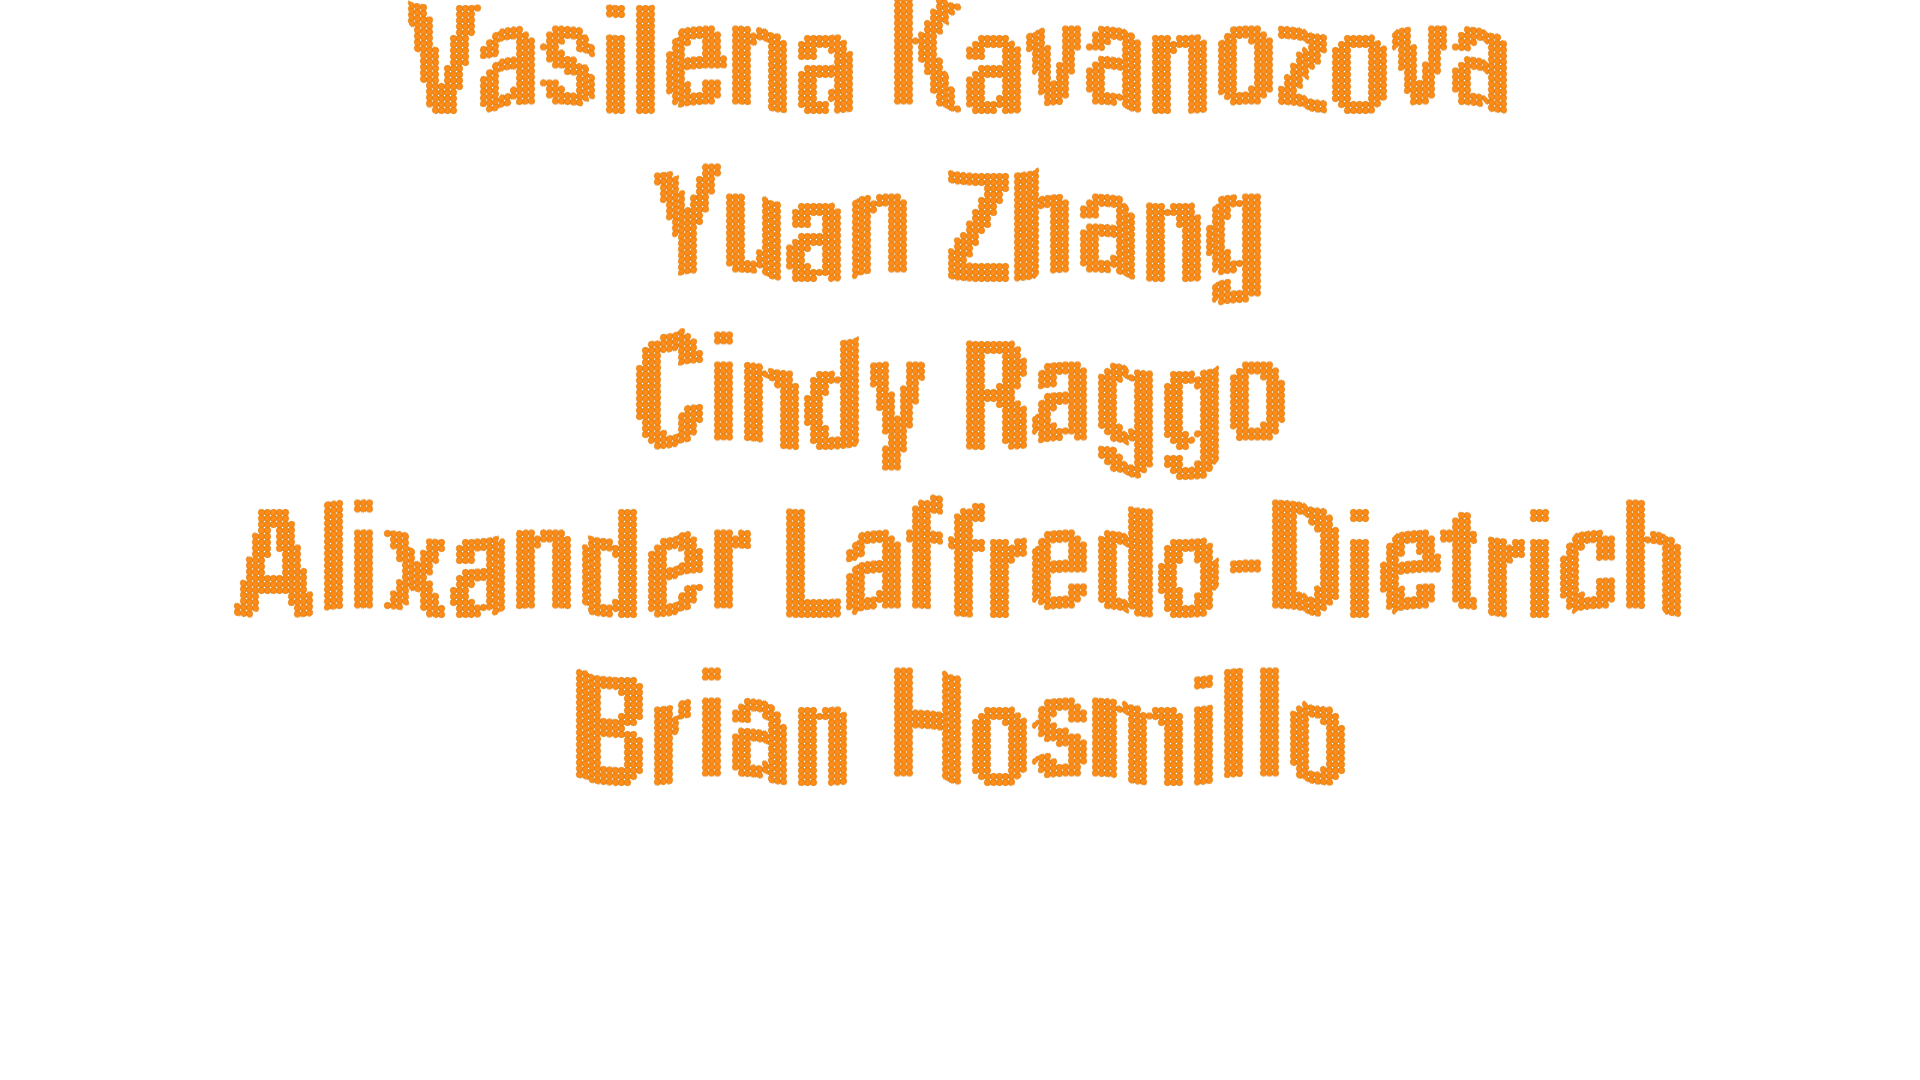 Vasilena Kavanozova
Yuan Zhang
Cindy Raggo
Alixander Laffredo-Dietrich
Brian Hosmillo